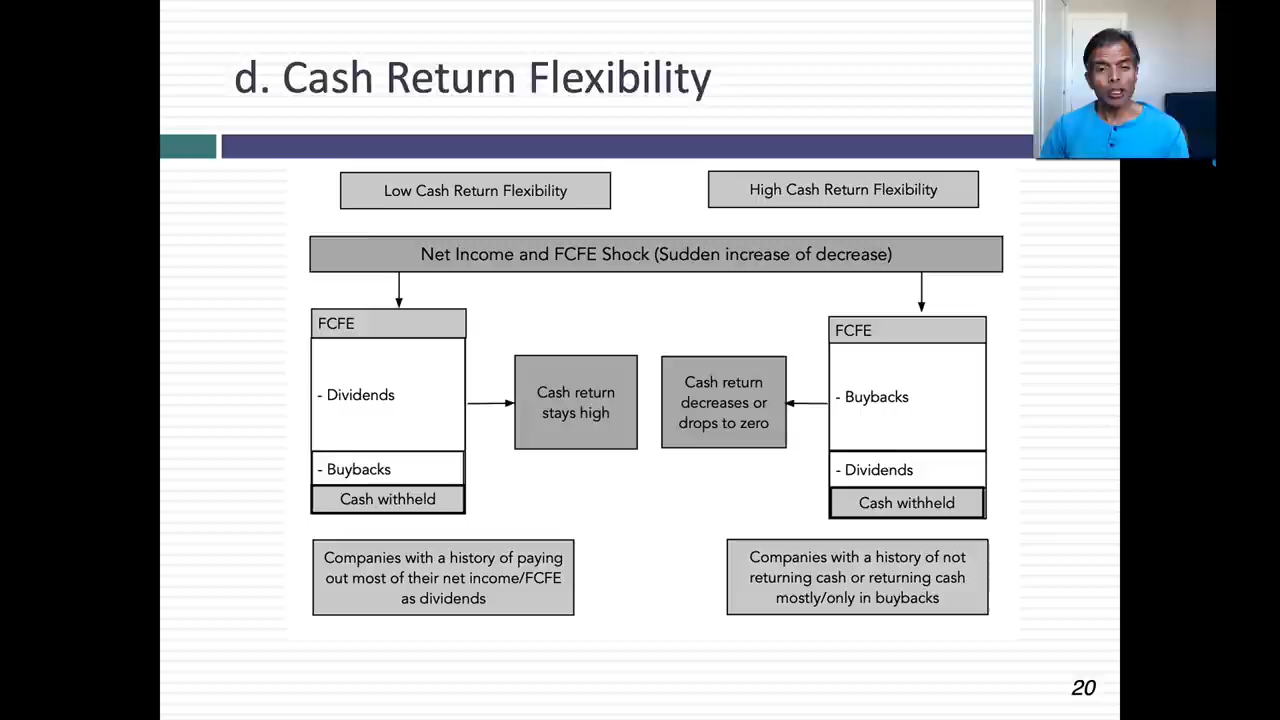 d. Cash Return Flexibility
Low Cash Return Flexibility
High Cash Return Flexibility
Net Income and FCFE Shock (Sudden increase of decrease)
FCFE
- Dividends
- Buybacks
Cash withheld
Cash return
stays high
Cash return
decreases or
drops to zero
FCFE
- Buybacks
- Dividends
Cash withheld
Companies with a history of paying
out most of their net income/FCFE
as dividends
Companies with a history of not
returning cash or returning cash
mostly/only in buybacks
20